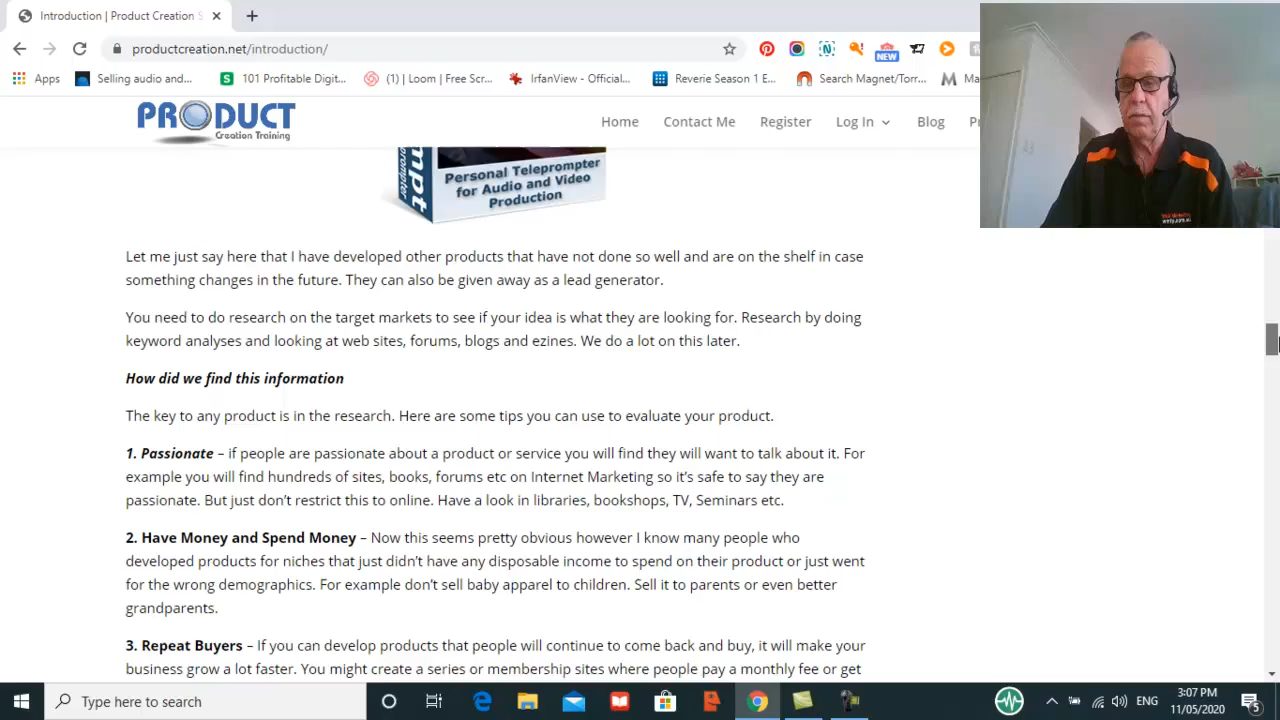 Introduction | Product Creation S
productcreation.net/introduction/
NEW
Apps
Selling audio and...
101 Profitable Digit...
(1) | Loom | Free Scr...
IrfanView - Official...
Reverie Season 1 E...
Search Magnet/Torr...
Ma
PRODUCT
Creation Training
Home
Contact Me
Register
Log In
Blog
P
mpt
Personal Teleprompter
for Audio and Video
Production
Let me just say here that I have developed other products that have not done so well and are on the shelf in case
something changes in the future. They can also be given away as a lead generator.
You need to do research on the target markets to see if your idea is what they are looking for. Research by doing
keyword analyses and looking at web sites, forums, blogs and ezines. We do a lot on this later.
How did we find this information
The key to any product is in the research. Here are some tips you can use to evaluate your product.
1. Passionate – if people are passionate about a product or service you will find they will want to talk about it. For
example you will find hundreds of sites, books, forums etc on Internet Marketing so it's safe to say they are
passionate. But just don't restrict this to online. Have a look in libraries, bookshops, TV, Seminars etc.
2. Have Money and Spend Money – Now this seems pretty obvious however I know many people who
developed products for niches that just didn't have any disposable income to spend on their product or just went
for the wrong demographics. For example don't sell baby apparel to children. Sell it to parents or even better
grandparents.
3. Repeat Buyers – If you can develop products that people will continue to come back and buy, it will make your
business grow a lot faster. You might create a series or membership sites where people pay a monthly fee or get
Type here to search
ENG
3:07 PM
11/05/2020
5